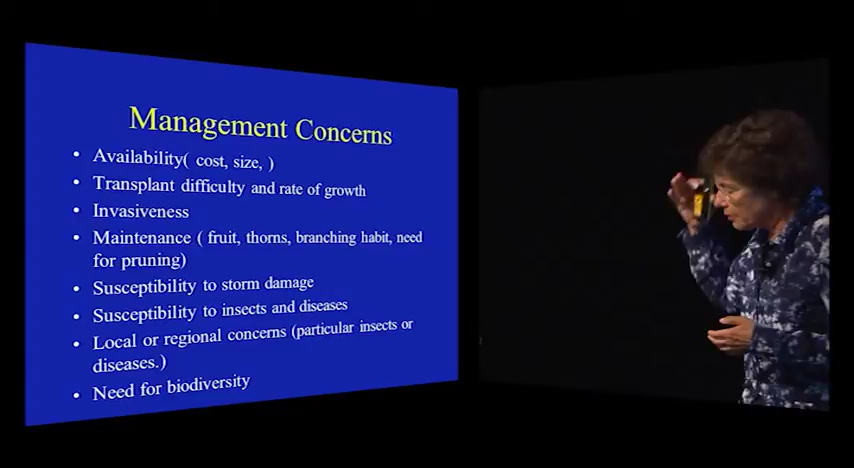 Management Concerns
• Availability( cost, size, )
• Transplant difficulty and rate of growth
• Invasiveness
• Maintenance ( fruit, thorns, branching habit, need
for pruning)
• Susceptibility to storm damage
• Susceptibility to insects and diseases
• Local or regional concerns (particular insects or
diseases.)
• Need for biodiversity